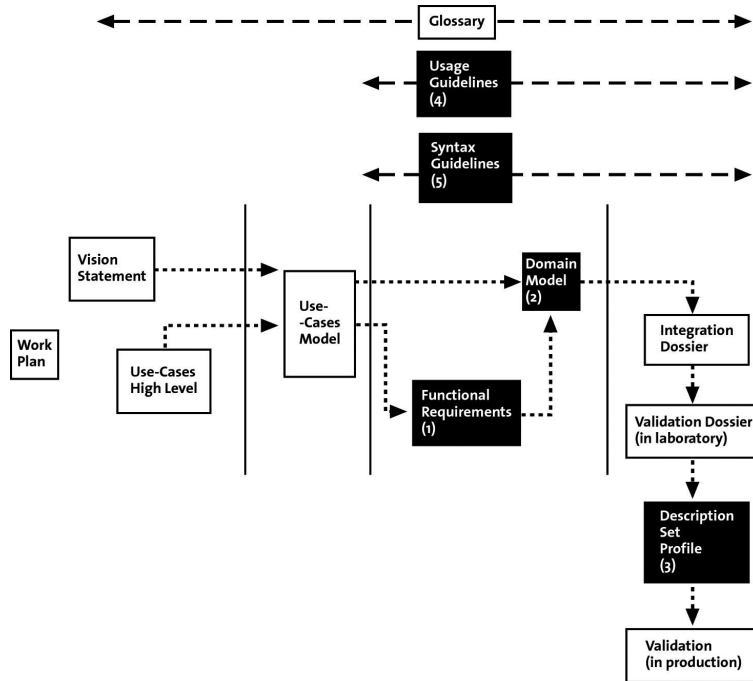 Glossary
Usage
Guidelines
(4)
Syntax
Guidelines
(5)
Vision
Statement
Domain
Model
(2)
Use-
-Cases
Model
Work
Plan
Integration
Dossier
Use-Cases
High Level
Functional
Requirements
(1)
Validation Dossier
(in laboratory)
Description
Set
Profile
(3)
Validation
(in production)